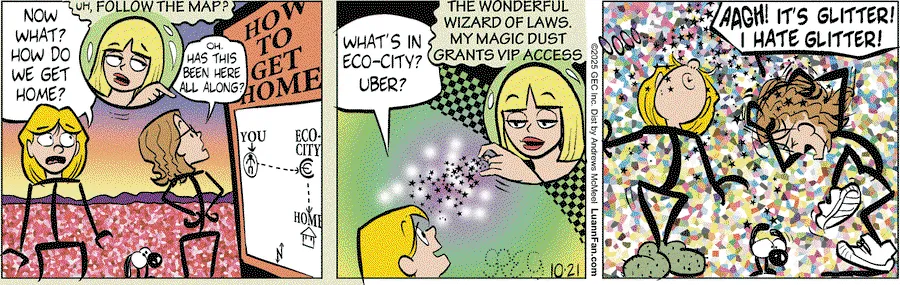 NOW
WHAT?
HOW DO
WE GET
HOME?
UH, FOLLOW THE MAP?
OH.
HAS THIS
BEEN HERE
ALL ALONG?
HOW
TO
GET
HOME
YOU
ECO-
CITY
HOME
N
WHAT'S IN
ECO-CITY?
UBER?
THE WONDERFUL
WIZARD OF LAWS.
MY MAGIC DUST
GRANTS VIP ACCESS
10-21
©2025 GEC Inc. Dist by Andrews McMeel LuannFan.com
AAGH! IT'S GLITTER!
I HATE GLITTER!